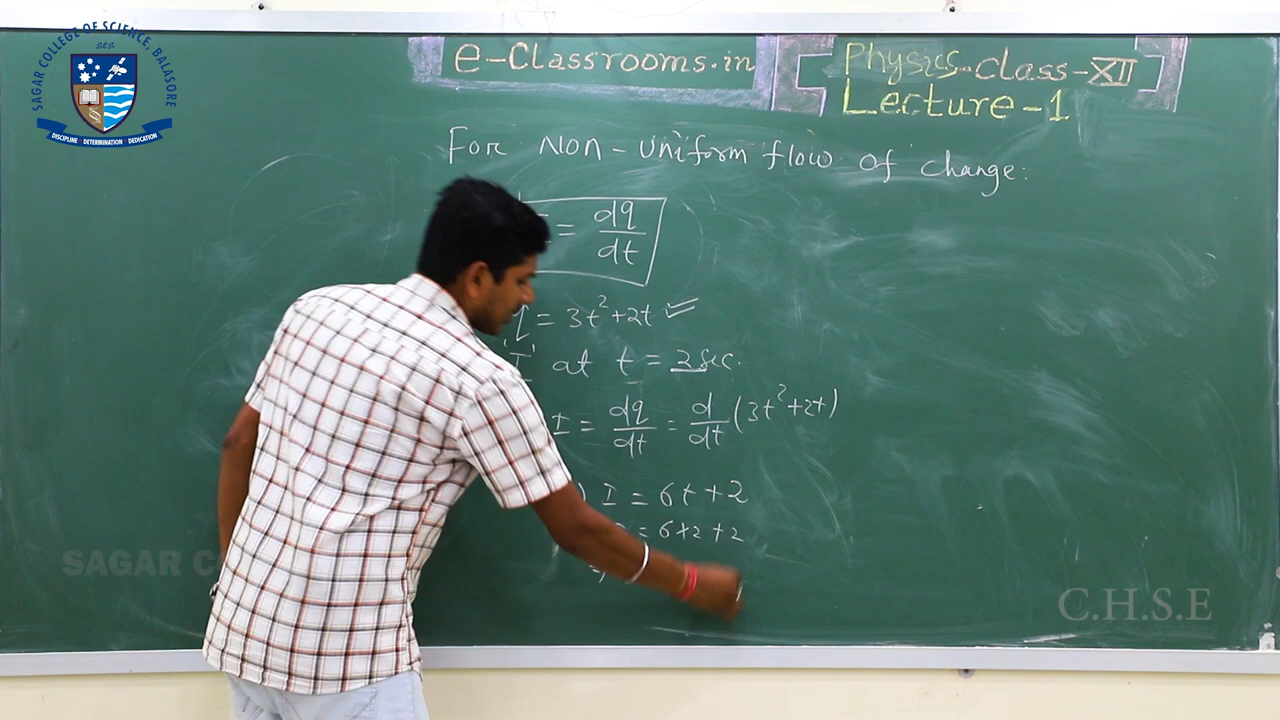 SAGAR COLLEGE OF SCIENCE, BALASORE
SCS
DISCIPLINE · DETERMINATION · DEDICATION
e-Classrooms.in
Physics-class-XII
Lecture-1
For Non-uniform flow of change:
= dq/dt
= 3t²+2t
'I' at t = 2sec.
I = dq/dt = d/dt (3t²+2t)
I = 6t+2
= 6×2+2
SAGAR
C.H.S.E